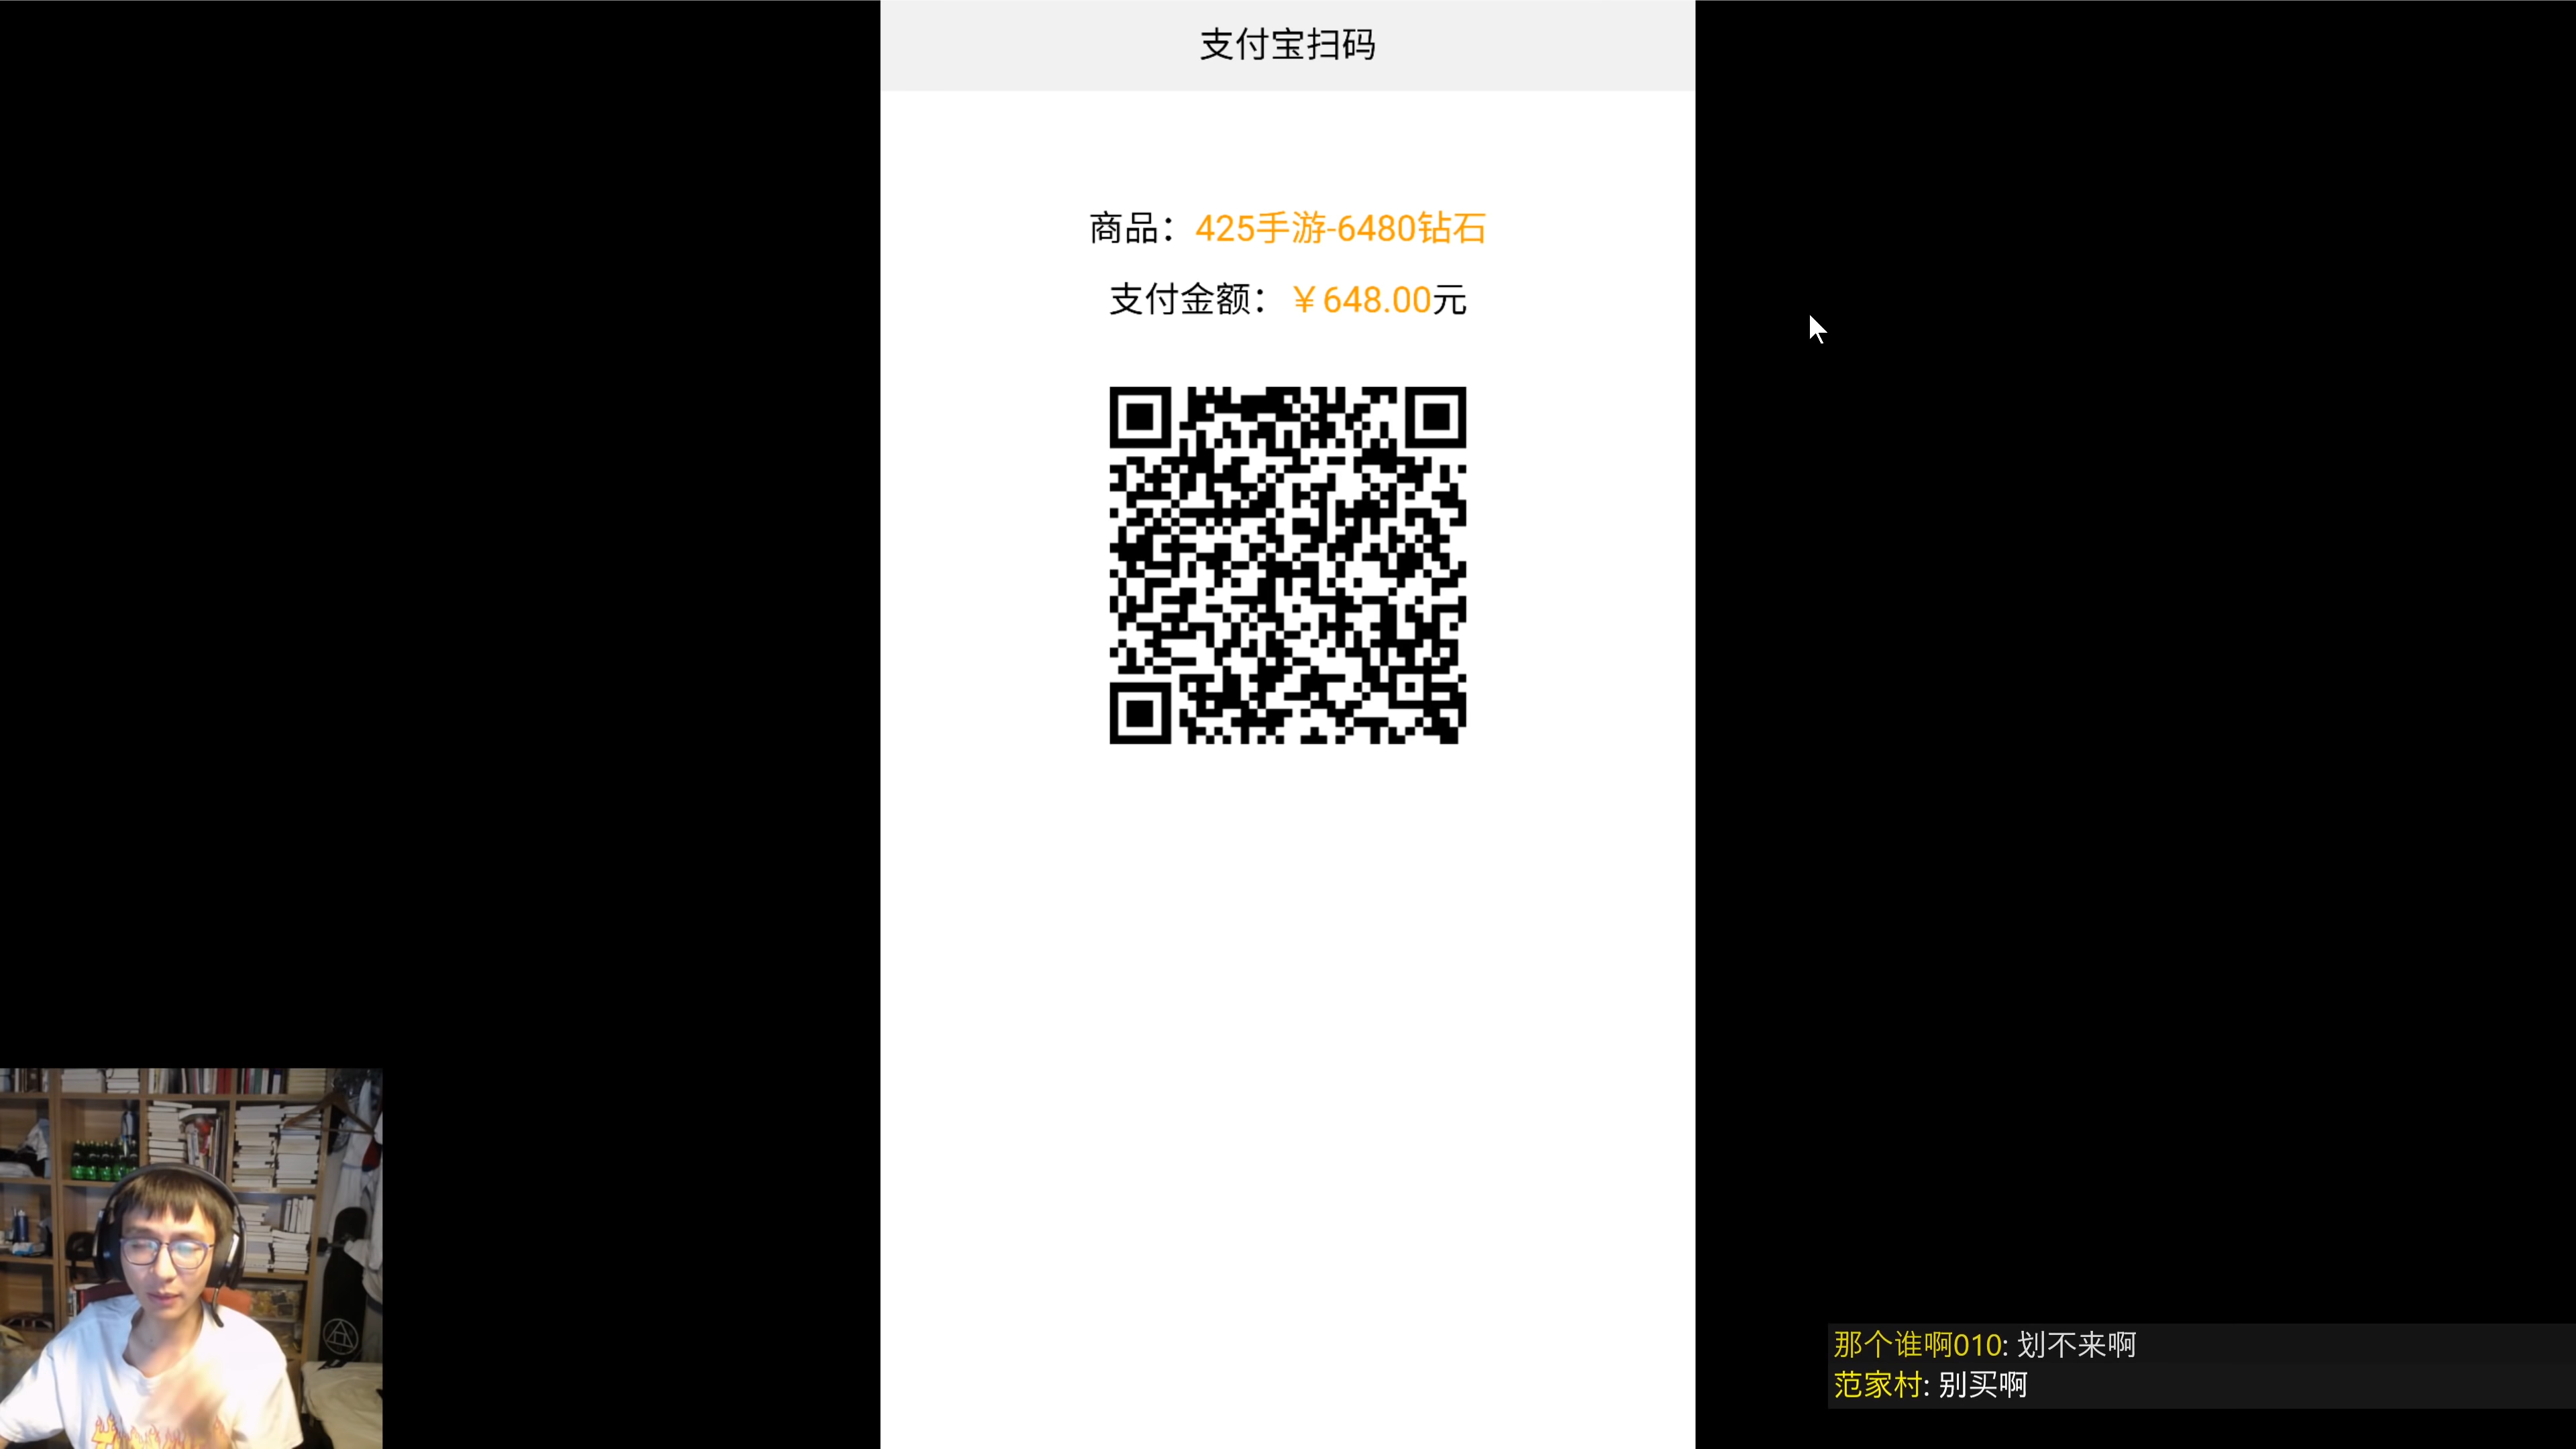 支付宝扫码
商品：425手游-6480钻石
支付金额：￥648.00元
那个谁啊010: 划不来啊
范家村: 别买啊